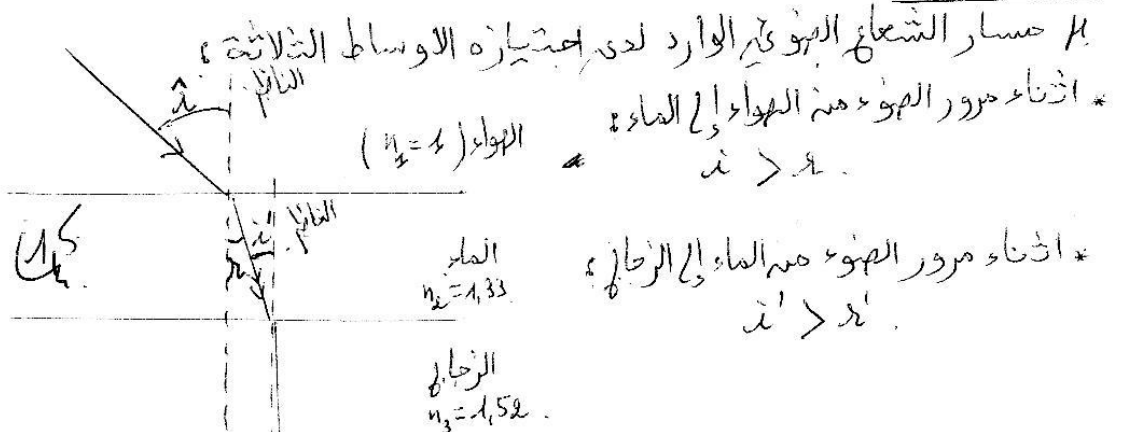 مسار الشعاع الضوئي الوارد لدى اجتيازه الاوساط الثلاثة :
* اثناء مرور الضوء من الهواء إلى الماء :
i > r .
الناظم
î
الهواء (n₁ = 1)
الناظم
i'
r
الماء
n₂ = 1,33
* اثناء مرور الضوء من الماء إلى الزجاج :
i' > r' .
الزجاج
n₃ = 1,52 .